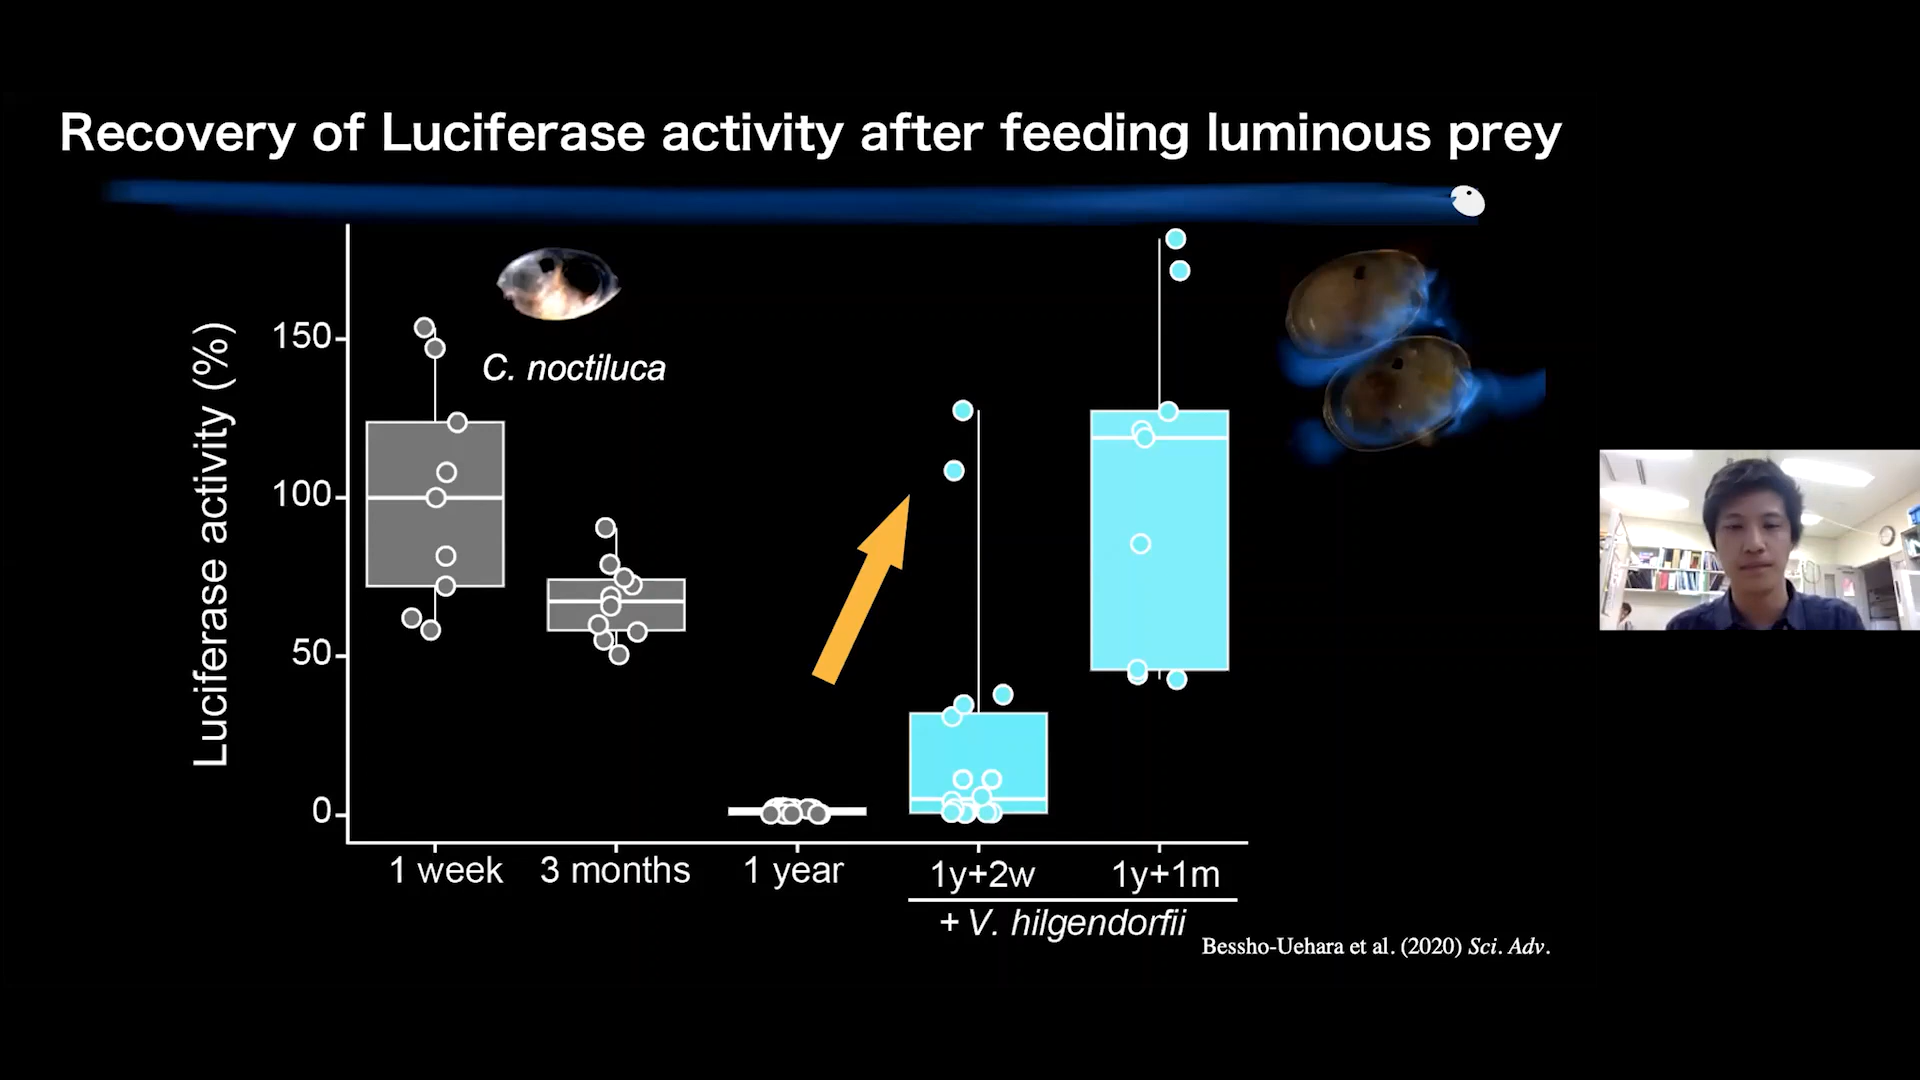 Recovery of Luciferase activity after feeding luminous prey
Luciferase activity (%)
150
100
50
0
C. noctiluca
1 week 3 months 1 year 1y+2w 1y+1m
+ V. hilgendorfii
Bessho-Uehara et al. (2020) Sci. Adv.